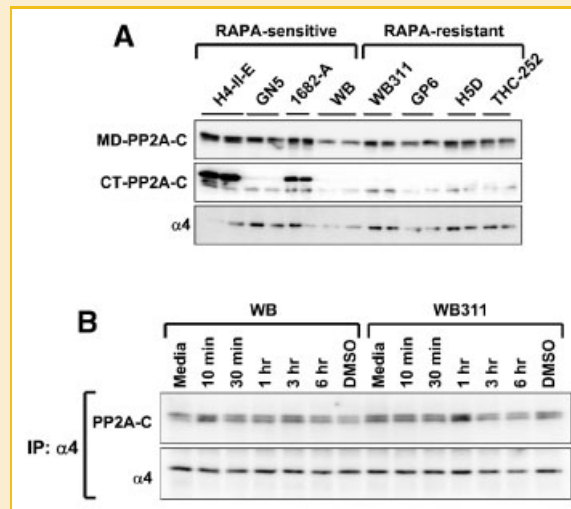 A
RAPA-sensitive RAPA-resistant
H4-II-E GN5 1682-A WB WB311 GP6 H5D THC-252
MD-PP2A-C
CT-PP2A-C
α4
B
WB WB311
Media 10 min 30 min 1 hr 3 hr 6 hr DMSO Media 10 min 30 min 1 hr 3 hr 6 hr DMSO
PP2A-C
IP: α4
α4